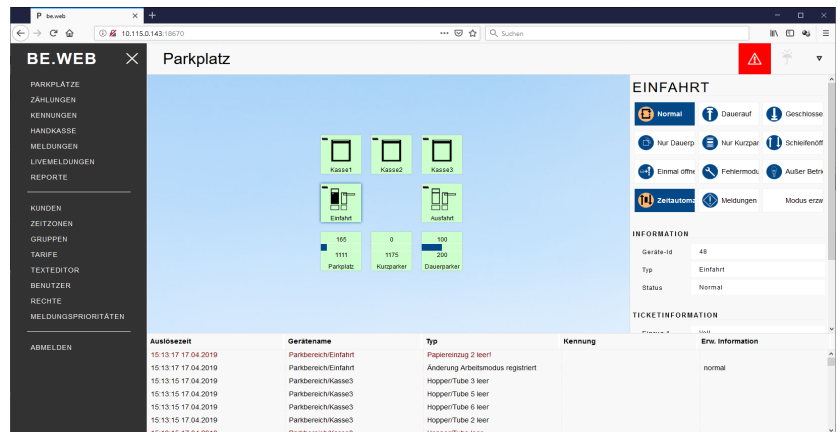 P be.web
10.115.0.143:18670
Suchen
BE.WEB
Parkplatz
PARKPLÄTZE
ZÄHLUNGEN
KENNUNGEN
HANDKASSE
MELDUNGEN
LIVEMELDUNGEN
REPORTE
KUNDEN
ZEITZONEN
GRUPPEN
TARIFE
TEXTEDITOR
BENUTZER
RECHTE
MELDUNGSPRIORITÄTEN
ABMELDEN
Kasse1 Kasse2 Kasse3
Einfahrt Ausfahrt
165 0 100
1111 1175 200
Parkplatz Kurzparker Dauerparker
EINFAHRT
Normal Dauerauf Geschlosse
Nur Dauerp Nur Kurzpar Schleifenöff
Einmal öffne Fehlermodu Außer Betri
Zeitautoma Meldungen Modus erzw
INFORMATION
Geräte-Id 48
Typ Einfahrt
Status Normal
TICKETINFORMATION
Auslösezeit Gerätename Typ Kennung Erw. Information
15:13:17 17.04.2019 Parkbereich/Einfahrt Papiereinzug 2 leer!
15:13:17 17.04.2019 Parkbereich/Einfahrt Änderung Arbeitsmodus registriert normal
15:13:15 17.04.2019 Parkbereich/Kasse3 Hopper/Tube 3 leer
15:13:15 17.04.2019 Parkbereich/Kasse3 Hopper/Tube 5 leer
15:13:15 17.04.2019 Parkbereich/Kasse3 Hopper/Tube 6 leer
15:13:15 17.04.2019 Parkbereich/Kasse3 Hopper/Tube 2 leer